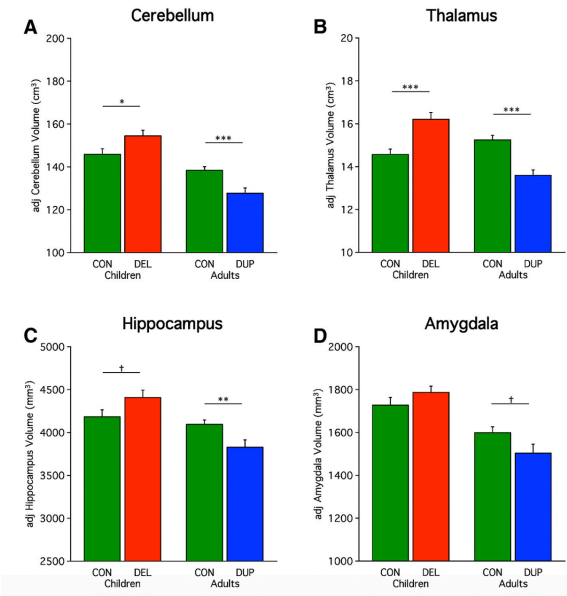 A
Cerebellum
adj Cerebellum Volume (cm³)
200
180
160
140
120
100
*
***
CON DEL CON DUP
Children Adults
B
Thalamus
adj Thalamus Volume (cm³)
20
18
16
14
12
10
***
***
CON DEL CON DUP
Children Adults
C
Hippocampus
adj Hippocampus Volume (mm³)
5000
4500
4000
3500
3000
2500
†
**
CON DEL CON DUP
Children Adults
D
Amygdala
adj Amygdala Volume (mm³)
2000
1800
1600
1400
1200
1000
†
CON DEL CON DUP
Children Adults